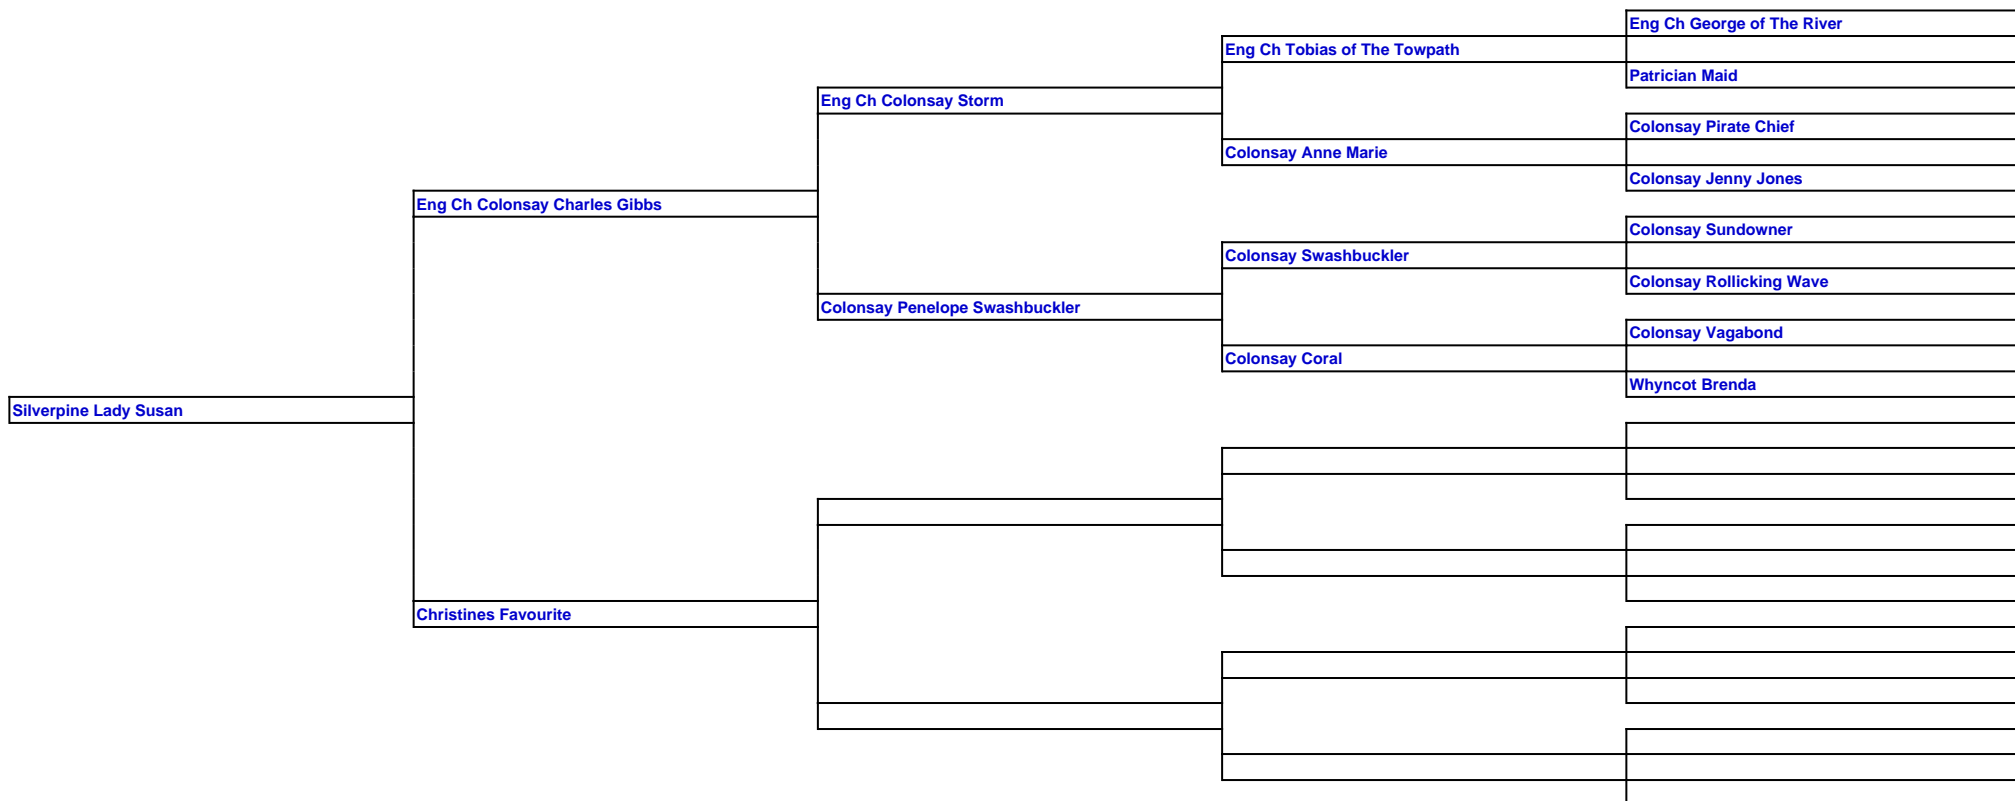 Eng Ch George of The River
Eng Ch Tobias of The Towpath
Patrician Maid
Eng Ch Colonsay Storm
Colonsay Pirate Chief
Colonsay Anne Marie
Colonsay Jenny Jones
Eng Ch Colonsay Charles Gibbs
Colonsay Sundowner
Colonsay Swashbuckler
Colonsay Rollicking Wave
Colonsay Penelope Swashbuckler
Colonsay Vagabond
Colonsay Coral
Whyncot Brenda
Silverpine Lady Susan
Christines Favourite